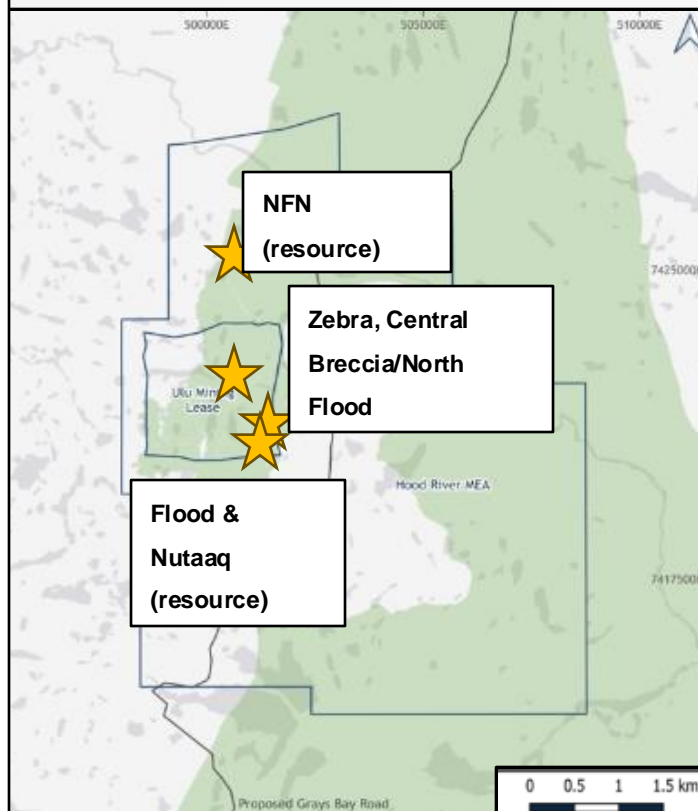 500000E 505000E 510000E
NFN
(resource)
7425000
Zebra, Central
Breccia/North
Flood
Ulu Mining
Lease
Hood River MEA
Flood &
Nutaaq
(resource)
7417500
0 0.5 1 1.5 km
Proposed Grays Bay Road